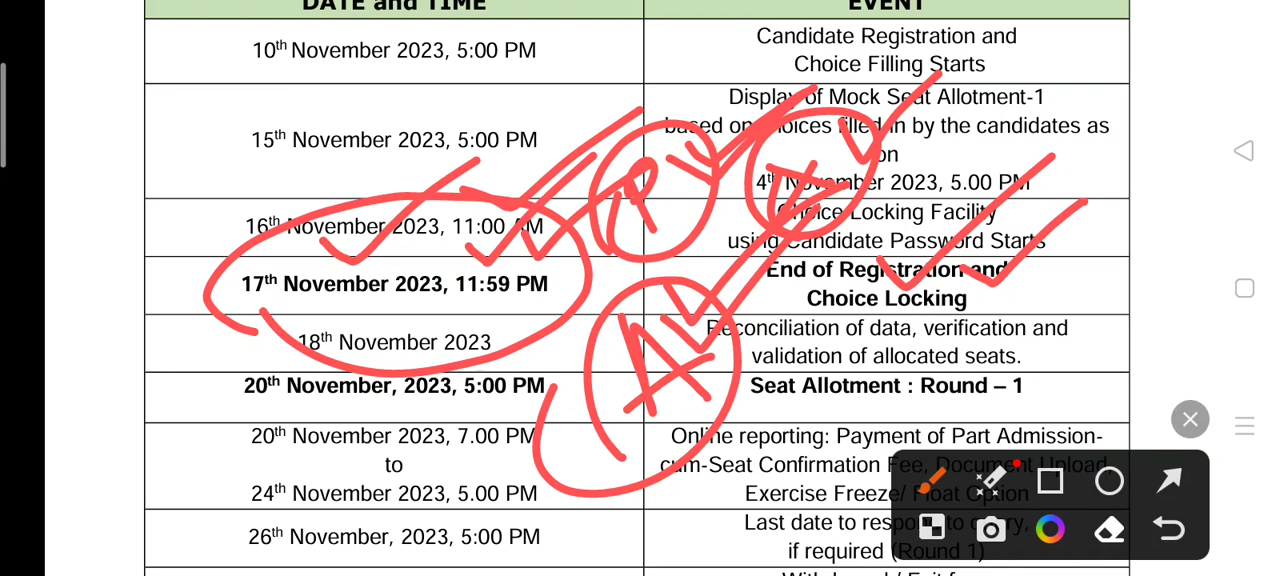 DATE and TIME
EVENT
10th November 2023, 5:00 PM
Candidate Registration and
Choice Filling Starts
15th November 2023, 5:00 PM
Display of Mock Seat Allotment-1
based on choices filled in by the candidates as
on
4th November 2023, 5.00 PM
16th November 2023, 11:00 AM
Choice Locking Facility
using Candidate Password Starts
17th November 2023, 11:59 PM
End of Registration and
Choice Locking
18th November 2023
Reconciliation of data, verification and
validation of allocated seats.
20th November, 2023, 5:00 PM
Seat Allotment : Round – 1
20th November 2023, 7.00 PM
to
24th November 2023, 5.00 PM
Online reporting: Payment of Part Admission-
cum-Seat Confirmation Fee, Document Upload,
Exercise Freeze/ Float Option
26th November, 2023, 5:00 PM
Last date to respond to query,
if required (Round 1)
P
A